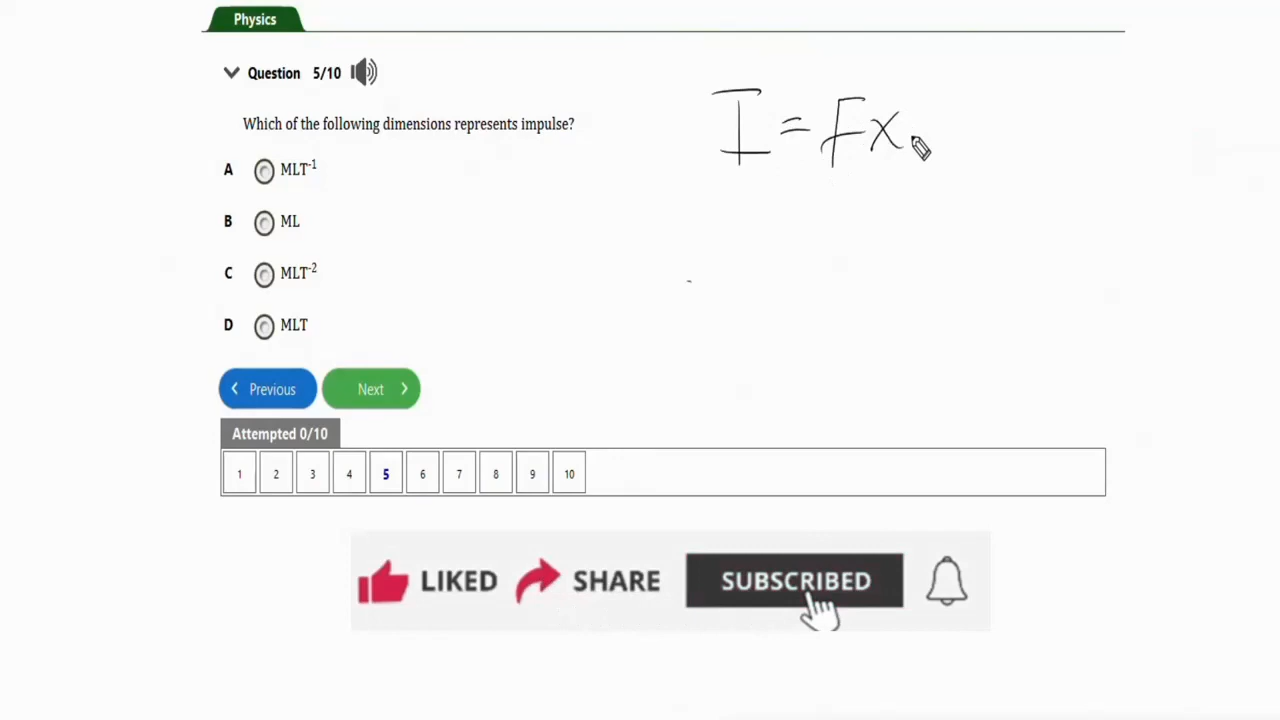 Physics
Question 5/10
Which of the following dimensions represents impulse?
I = F x
A MLT⁻¹
B ML
C MLT⁻²
D MLT
Previous Next
Attempted 0/10
1 2 3 4 5 6 7 8 9 10
LIKED SHARE SUBSCRIBED